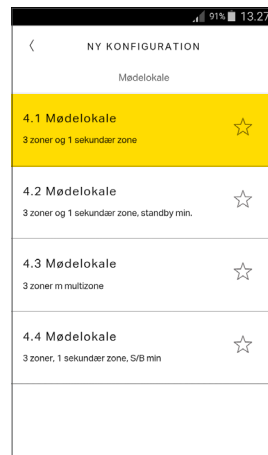 91% 13.27
NY KONFIGURATION
Mødelokale
4.1 Mødelokale
3 zoner og 1 sekundær zone
4.2 Mødelokale
3 zoner og 1 sekundær zone, standby min.
4.3 Mødelokale
3 zoner m multizone
4.4 Mødelokale
3 zoner, 1 sekundær zone, S/B min